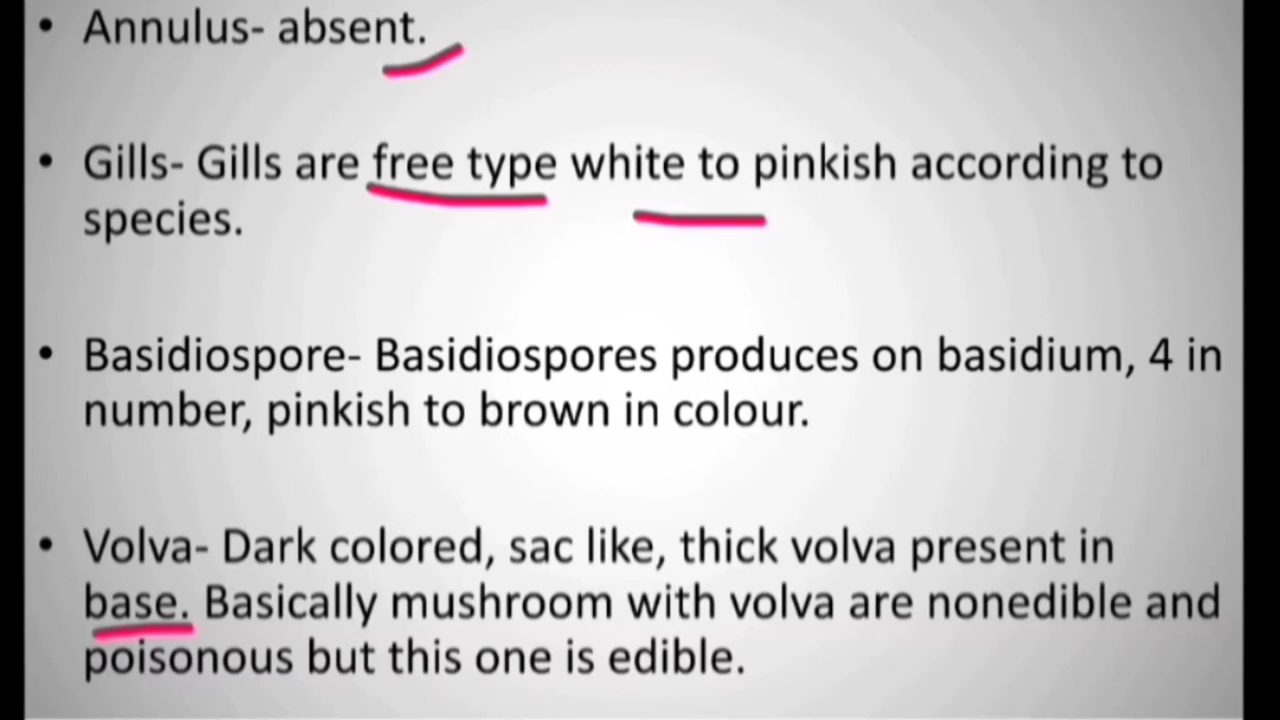 • Annulus- absent.
• Gills- Gills are free type white to pinkish according to
species.
• Basidiospore- Basidiospores produces on basidium, 4 in
number, pinkish to brown in colour.
• Volva- Dark colored, sac like, thick volva present in
base. Basically mushroom with volva are nonedible and
poisonous but this one is edible.